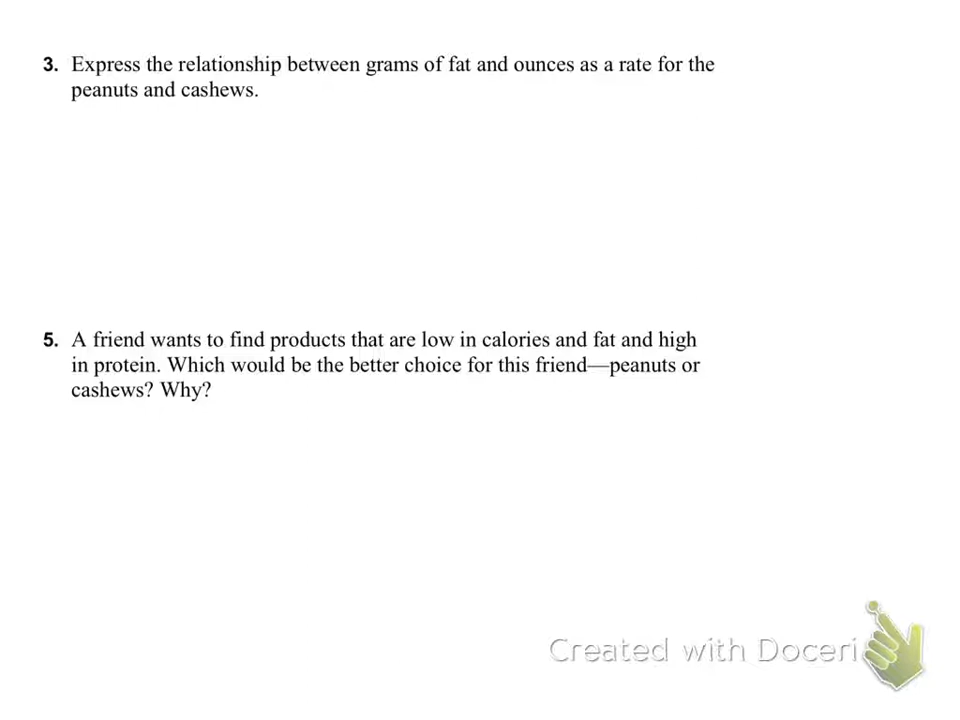 3. Express the relationship between grams of fat and ounces as a rate for the
peanuts and cashews.
5. A friend wants to find products that are low in calories and fat and high
in protein. Which would be the better choice for this friend—peanuts or
cashews? Why?
Created with Doceri